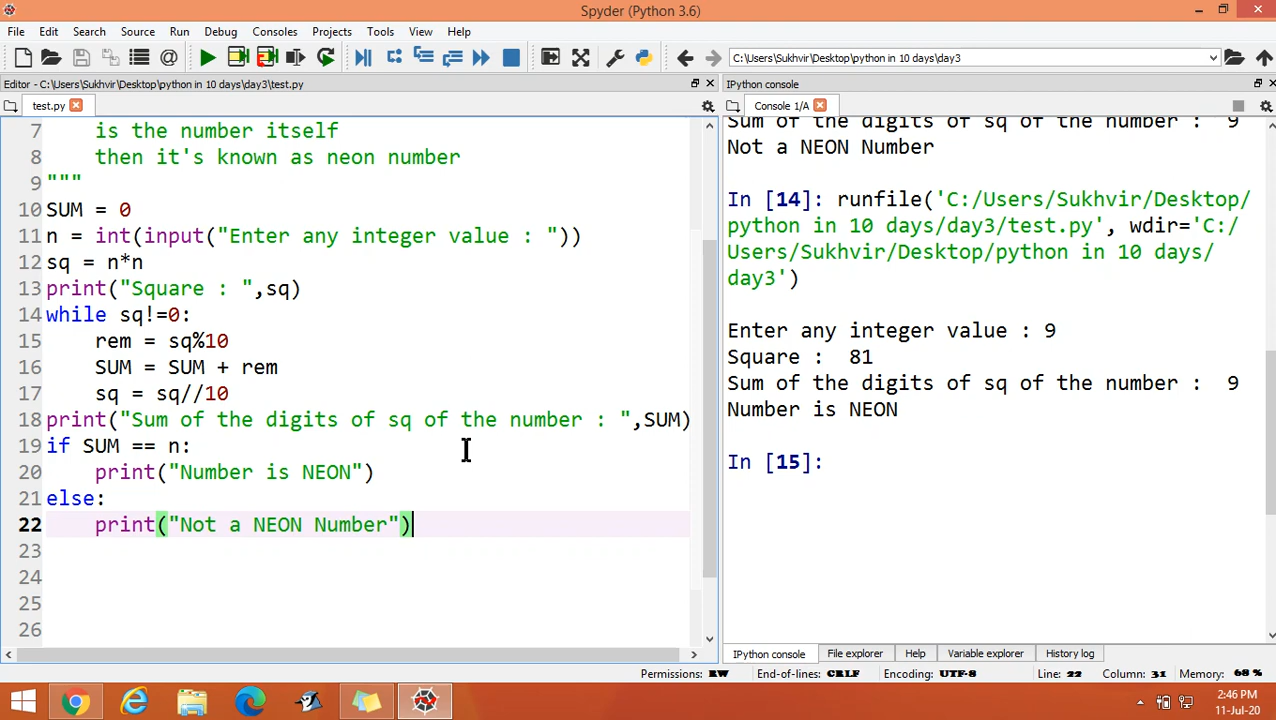 Spyder (Python 3.6)
File Edit Search Source Run Debug Consoles Projects Tools View Help
C:\Users\Sukhvir\Desktop\python in 10 days\day3
Editor - C:\Users\Sukhvir\Desktop\python in 10 days\day3\test.py
test.py
7 is the number itself
8 then it's known as neon number
9 """
10 SUM = 0
11 n = int(input("Enter any integer value : "))
12 sq = n*n
13 print("Square : ",sq)
14 while sq!=0:
15 rem = sq%10
16 SUM = SUM + rem
17 sq = sq//10
18 print("Sum of the digits of sq of the number : ",SUM)
19 if SUM == n:
20 print("Number is NEON")
21 else:
22 print("Not a NEON Number")
23
24
25
26
IPython console
Console 1/A
Sum of the digits of sq of the number :  9
Not a NEON Number
In [14]: runfile('C:/Users/Sukhvir/Desktop/
python in 10 days/day3/test.py', wdir='C:/
Users/Sukhvir/Desktop/python in 10 days/
day3')
Enter any integer value : 9
Square :  81
Sum of the digits of sq of the number :  9
Number is NEON
In [15]:
IPython console File explorer Help Variable explorer History log
Permissions: RW End-of-lines: CRLF Encoding: UTF-8 Line: 22 Column: 31 Memory: 68 %
2:46 PM
11-Jul-20